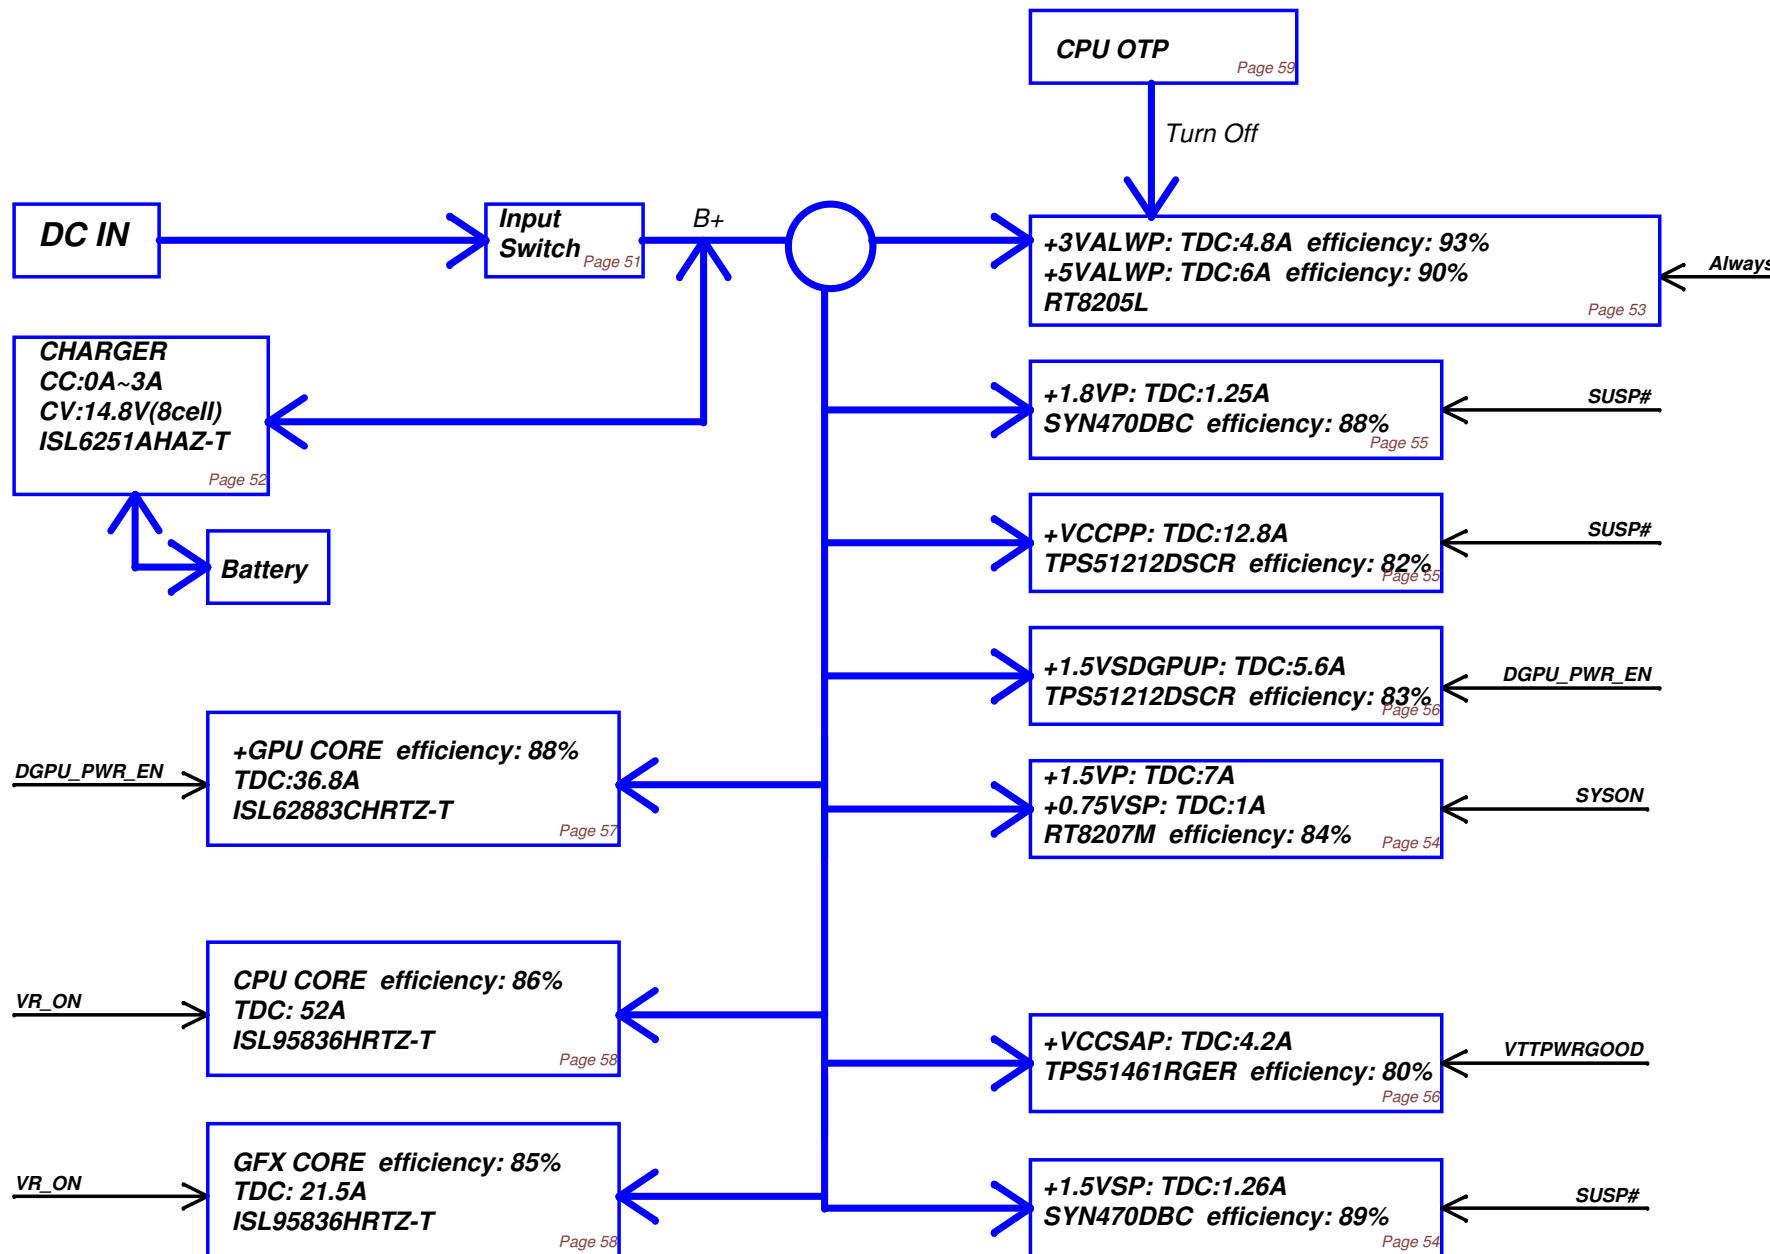 CPU OTP
Page 59
Turn Off
DC IN
Input
Switch
Page 51
B+
+3VALWP: TDC:4.8A efficiency: 93%
+5VALWP: TDC:6A efficiency: 90%
RT8205L
Page 53
Always
CHARGER
CC:0A~3A
CV:14.8V(8cell)
ISL6251AHAZ-T
Page 52
Battery
+1.8VP: TDC:1.25A
SYN470DBC efficiency: 88%
Page 55
SUSP#
+VCCPP: TDC:12.8A
TPS51212DSCR efficiency: 82%
Page 55
SUSP#
+1.5VSDGPUP: TDC:5.6A
TPS51212DSCR efficiency: 83%
Page 56
DGPU_PWR_EN
DGPU_PWR_EN
+GPU CORE efficiency: 88%
TDC:36.8A
ISL62883CHRTZ-T
Page 57
+1.5VP: TDC:7A
+0.75VSP: TDC:1A
RT8207M efficiency: 84%
Page 54
SYSON
VR_ON
CPU CORE efficiency: 86%
TDC: 52A
ISL95836HRTZ-T
Page 58
+VCCSAP: TDC:4.2A
TPS51461RGER efficiency: 80%
Page 56
VTTPWRGOOD
VR_ON
GFX CORE efficiency: 85%
TDC: 21.5A
ISL95836HRTZ-T
Page 58
+1.5VSP: TDC:1.26A
SYN470DBC efficiency: 89%
Page 54
SUSP#